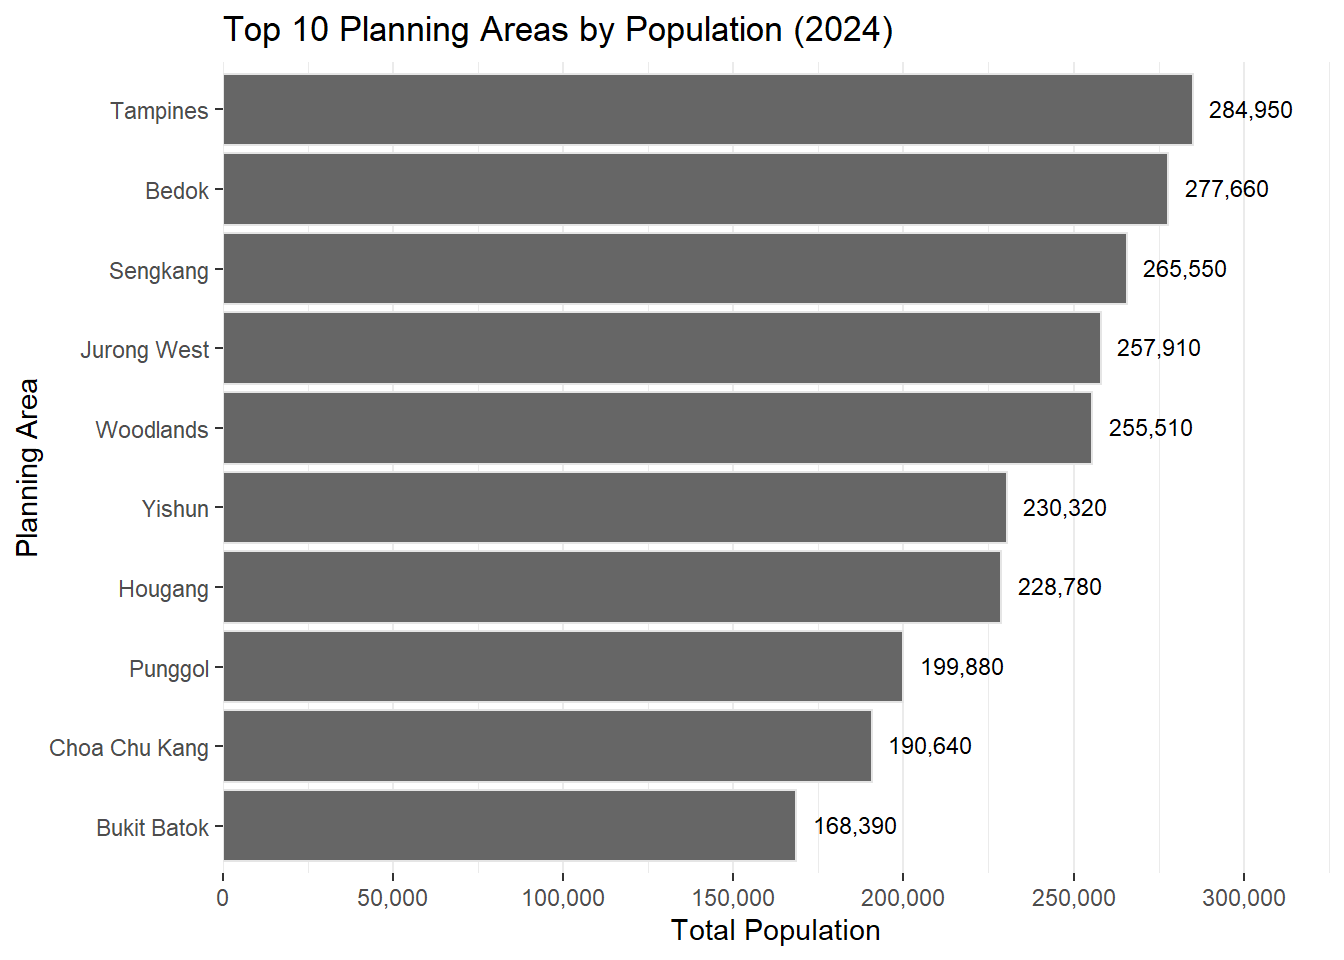 Top 10 Planning Areas by Population (2024)
Planning Area
Tampines 284,950
Bedok 277,660
Sengkang 265,550
Jurong West 257,910
Woodlands 255,510
Yishun 230,320
Hougang 228,780
Punggol 199,880
Choa Chu Kang 190,640
Bukit Batok 168,390
0 50,000 100,000 150,000 200,000 250,000 300,000
Total Population